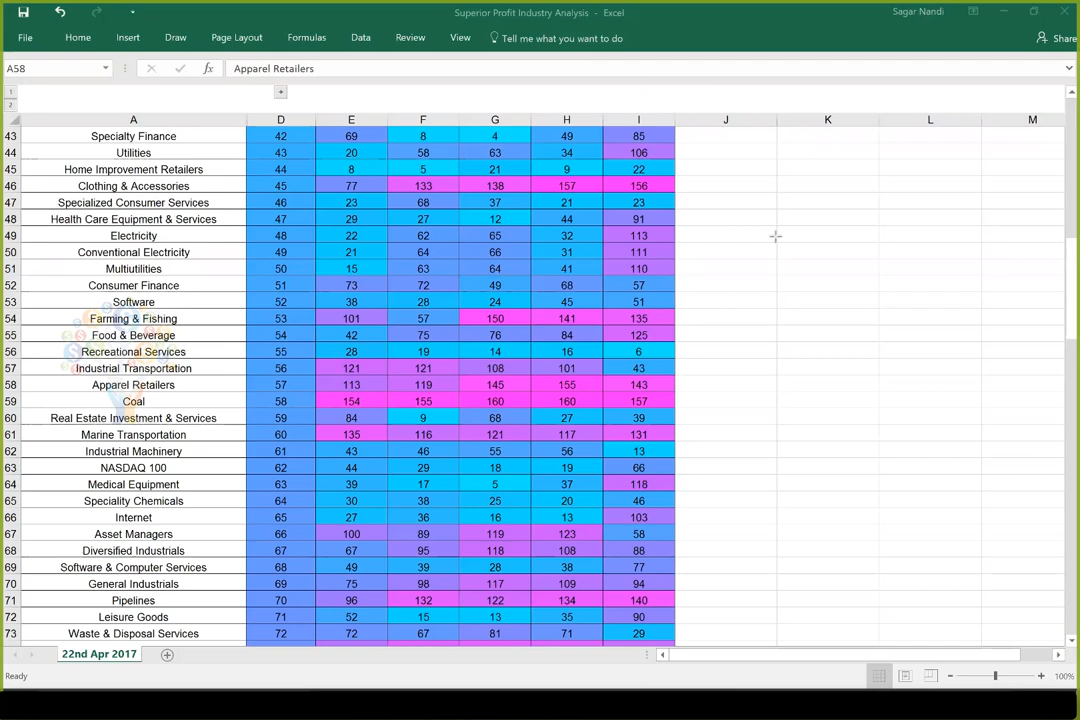 Superior Profit Industry Analysis - Excel
Sagar Nandi
File Home Insert Draw Page Layout Formulas Data Review View Tell me what you want to do Share
A58 fx Apparel Retailers
1
2
A D E F G H I J K L M
43 Specialty Finance 42 69 8 4 49 85
44 Utilities 43 20 58 63 34 106
45 Home Improvement Retailers 44 8 5 21 9 22
46 Clothing & Accessories 45 77 133 138 157 156
47 Specialized Consumer Services 46 23 68 37 21 23
48 Health Care Equipment & Services 47 29 27 12 44 91
49 Electricity 48 22 62 65 32 113
50 Conventional Electricity 49 21 64 66 31 111
51 Multiutilities 50 15 63 64 41 110
52 Consumer Finance 51 73 72 49 68 57
53 Software 52 38 28 24 45 51
54 Farming & Fishing 53 101 57 150 141 135
55 Food & Beverage 54 42 75 76 84 125
56 Recreational Services 55 28 19 14 16 6
57 Industrial Transportation 56 121 121 108 101 43
58 Apparel Retailers 57 113 119 145 155 143
59 Coal 58 154 155 160 160 157
60 Real Estate Investment & Services 59 84 9 68 27 39
61 Marine Transportation 60 135 116 121 117 131
62 Industrial Machinery 61 43 46 55 56 13
63 NASDAQ 100 62 44 29 18 19 66
64 Medical Equipment 63 39 17 5 37 118
65 Speciality Chemicals 64 30 38 25 20 46
66 Internet 65 27 36 16 13 103
67 Asset Managers 66 100 89 119 123 58
68 Diversified Industrials 67 67 95 118 108 88
69 Software & Computer Services 68 49 39 28 38 77
70 General Industrials 69 75 98 117 109 94
71 Pipelines 70 96 132 122 134 140
72 Leisure Goods 71 52 15 13 35 90
73 Waste & Disposal Services 72 72 67 81 71 29
22nd Apr 2017
Ready 100%